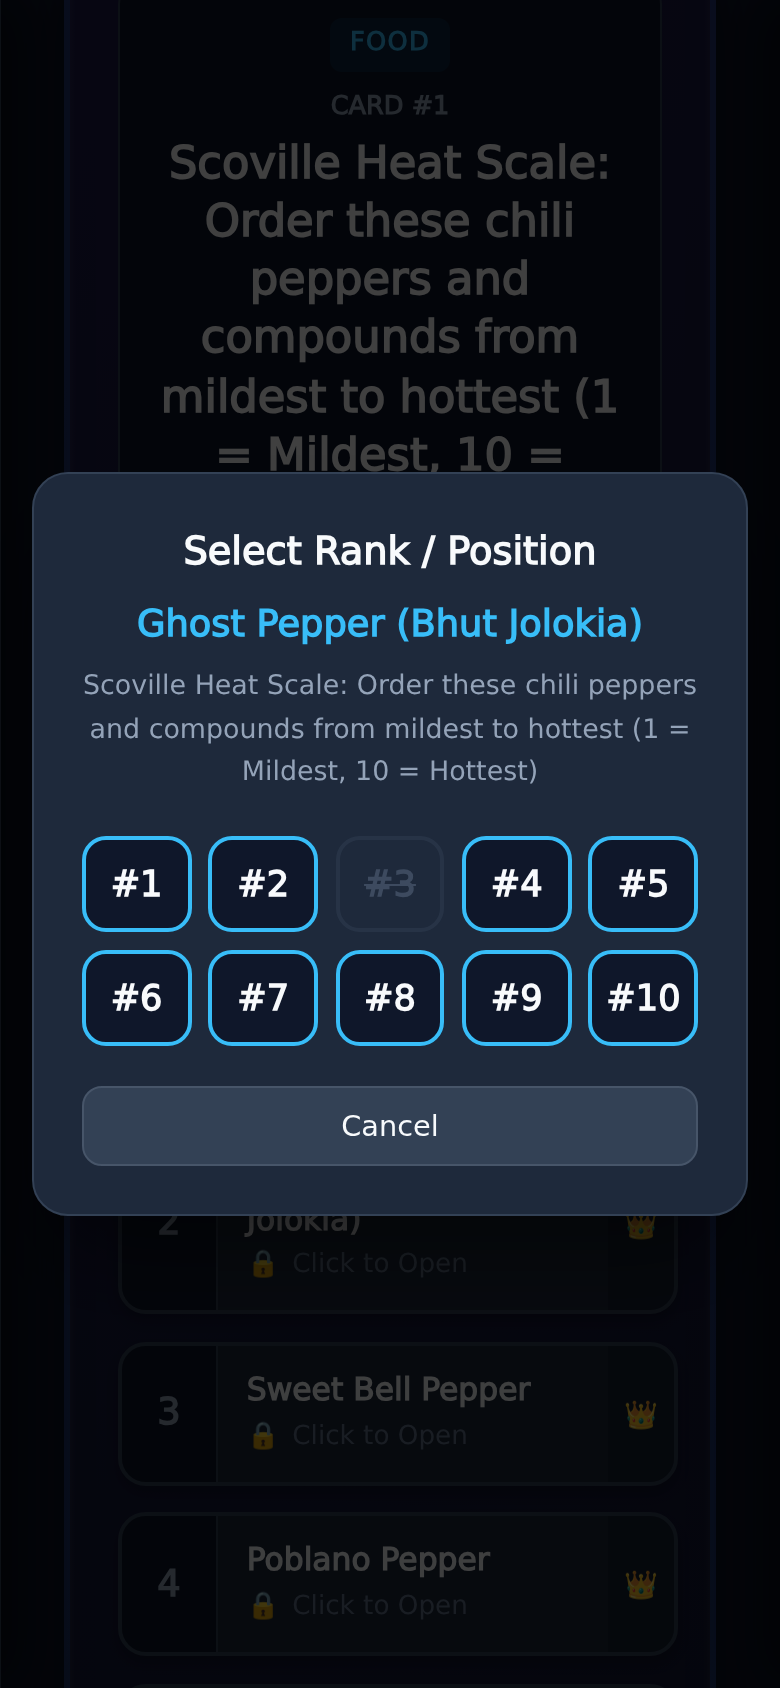 FOOD
CARD #1
Scoville Heat Scale:
Order these chili
peppers and
compounds from
mildest to hottest (1
= Mildest, 10 =
Select Rank / Position
Ghost Pepper (Bhut Jolokia)
Scoville Heat Scale: Order these chili peppers
and compounds from mildest to hottest (1 =
Mildest, 10 = Hottest)
#1 #2 #3 #4 #5
#6 #7 #8 #9 #10
Cancel
2 Jolokia)
Click to Open
3 Sweet Bell Pepper
Click to Open
4 Poblano Pepper
Click to Open